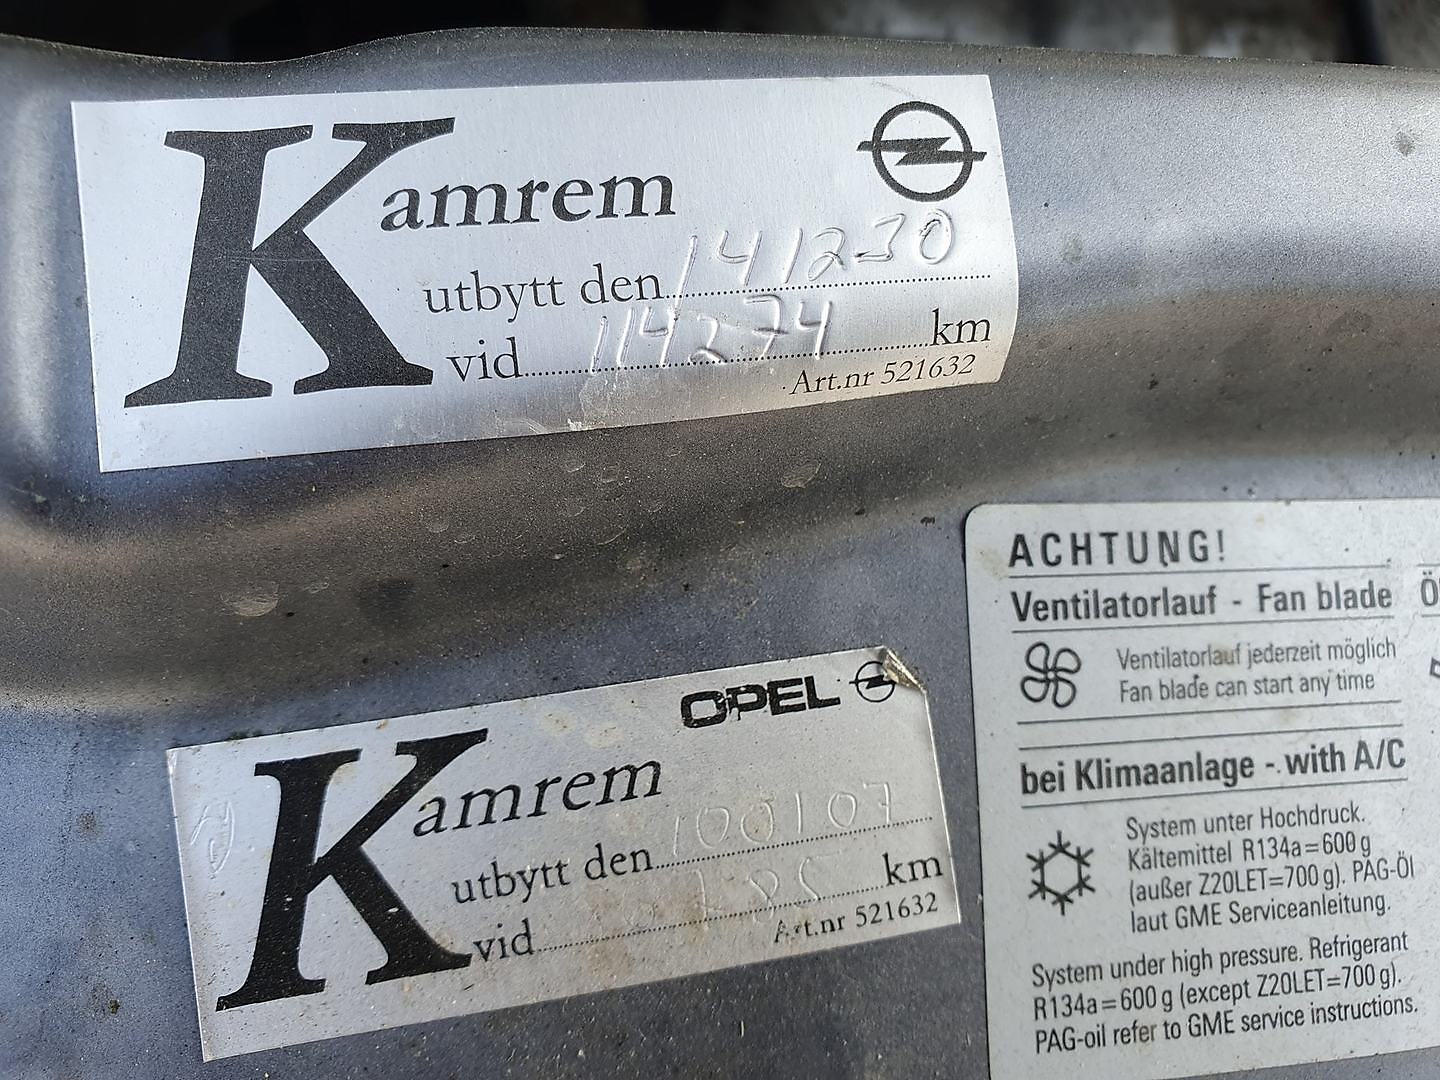 Kamrem
utbytt den 141230
vid 114274 km
Art.nr 521632
OPEL
Kamrem
utbytt den 100107
vid km
Art.nr 521632
ACHTUNG!
Ventilatorlauf - Fan blade
Ventilatorlauf jederzeit möglich
Fan blade can start any time
bei Klimaanlage - with A/C
System unter Hochdruck.
Kältemittel R134a=600 g
(außer Z20LET=700 g). PAG-Öl
laut GME Serviceanleitung.
System under high pressure. Refrigerant
R134a=600 g (except Z20LET=700 g).
PAG-oil refer to GME service instructions.